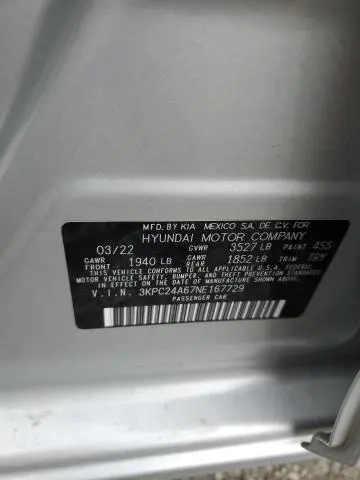 MFD.BY KIA MEXICO S.A. DE C.V. FOR
HYUNDAI MOTOR COMPANY
03/22 GVWR 3527 LB PAINT 4SS
GAWR FRONT 1940 LB GAWR REAR 1852 LB TRIM TRY
THIS VEHICLE CONFORMS TO ALL APPLICABLE U.S. FEDERAL
MOTOR VEHICLE SAFETY, BUMPER, AND THEFT PREVENTION
STANDARDS IN EFFECT ON THE DATE OF MANUFACTURE SHOWN ABOVE.
V.I.N. 3KPC24A67NE167729
PASSENGER CAR